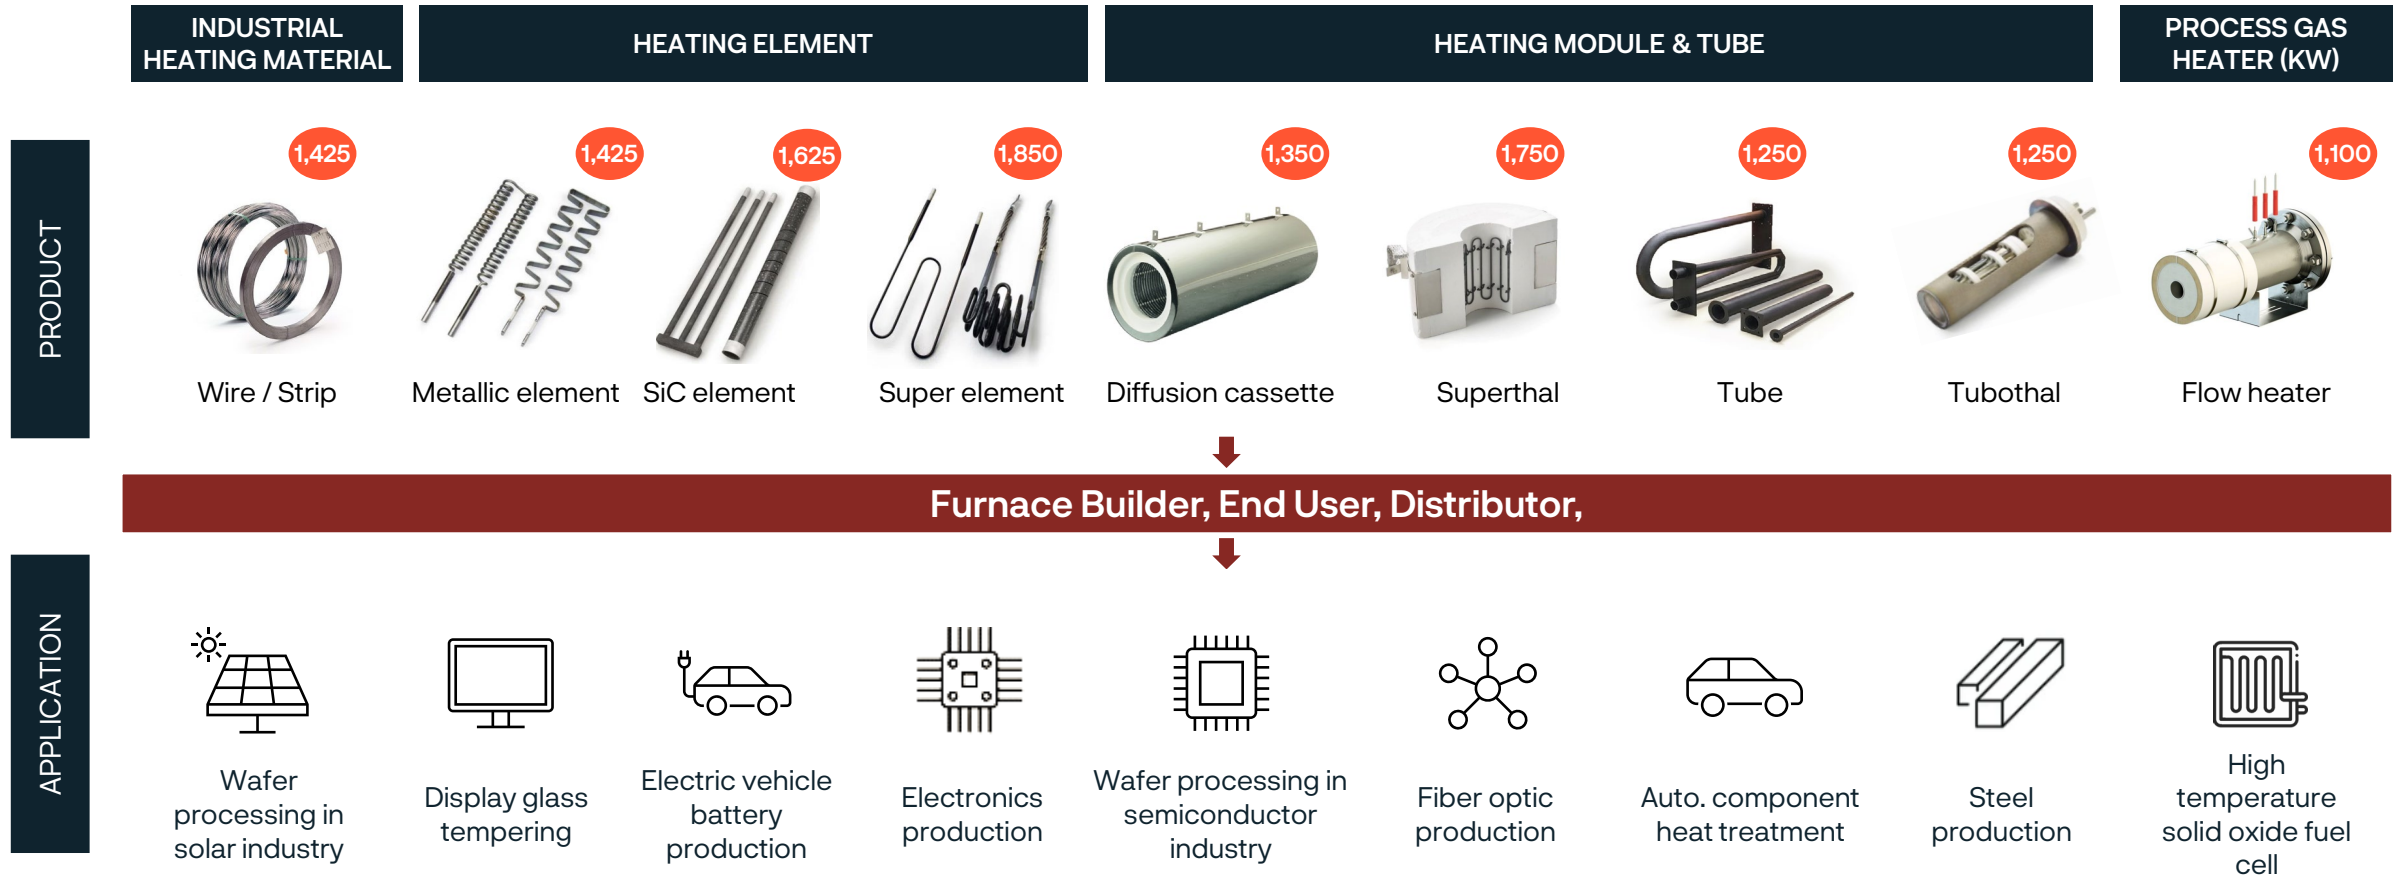 INDUSTRIAL
HEATING MATERIAL
HEATING ELEMENT
HEATING MODULE & TUBE
PROCESS GAS
HEATER (KW)
PRODUCT
1,425
1,425
1,625
1,850
1,350
1,750
1,250
1,250
1,100
Wire / Strip
Metallic element
SiC element
Super element
Diffusion cassette
Superthal
Tube
Tubothal
Flow heater
Furnace Builder, End User, Distributor,
APPLICATION
Wafer
processing in
solar industry
Display glass
tempering
Electric vehicle
battery
production
Electronics
production
Wafer processing in
semiconductor
industry
Fiber optic
production
Auto. component
heat treatment
Steel
production
High
temperature
solid oxide fuel
cell